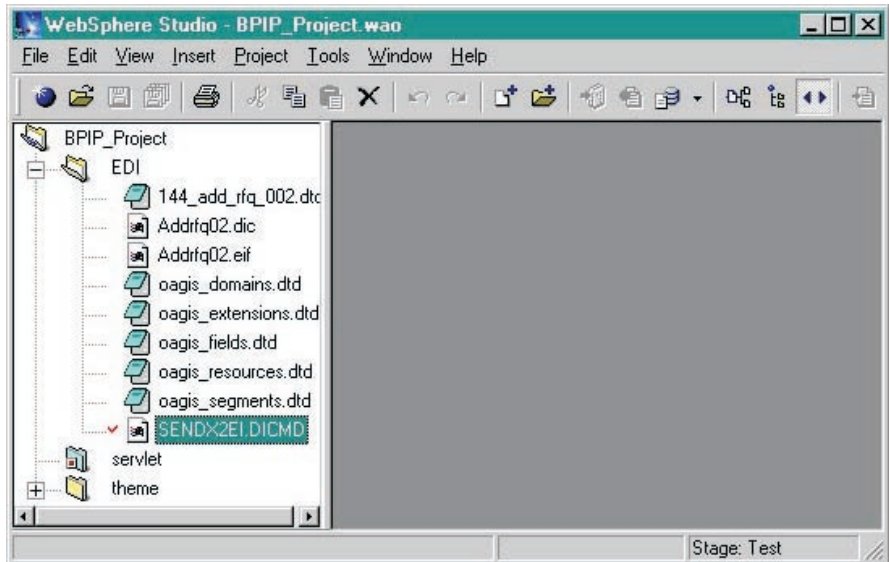 WebSphere Studio - BPIP_Project.wao
File Edit View Insert Project Tools Window Help
BPIP_Project
EDI
144_add_rfq_002.dtd
Addrfq02.dic
Addrfq02.eif
oagis_domains.dtd
oagis_extensions.dtd
oagis_fields.dtd
oagis_resources.dtd
oagis_segments.dtd
SENDX2EI.DICMD
servlet
theme
Stage: Test